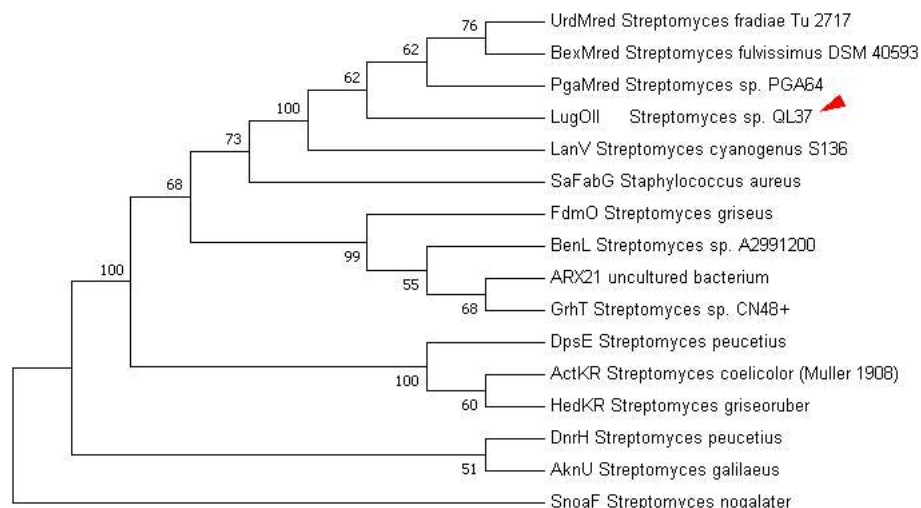 UrdMred Streptomyces fradiae Tu 2717
76
BexMred Streptomyces fulvissimus DSM 40593
62
PgaMred Streptomyces sp. PGA64
62
LugOII Streptomyces sp. QL37
100
LanV Streptomyces cyanogenus S136
73
SaFabG Staphylococcus aureus
68
FdmO Streptomyces griseus
BenL Streptomyces sp. A2991200
99
ARX21 uncultured bacterium
100
55
GrhT Streptomyces sp. CN48+
68
DpsE Streptomyces peucetius
ActKR Streptomyces coelicolor (Muller 1908)
100
HedKR Streptomyces griseoruber
60
DnrH Streptomyces peucetius
AknU Streptomyces galilaeus
51
SnoaF Streptomyces nogalater